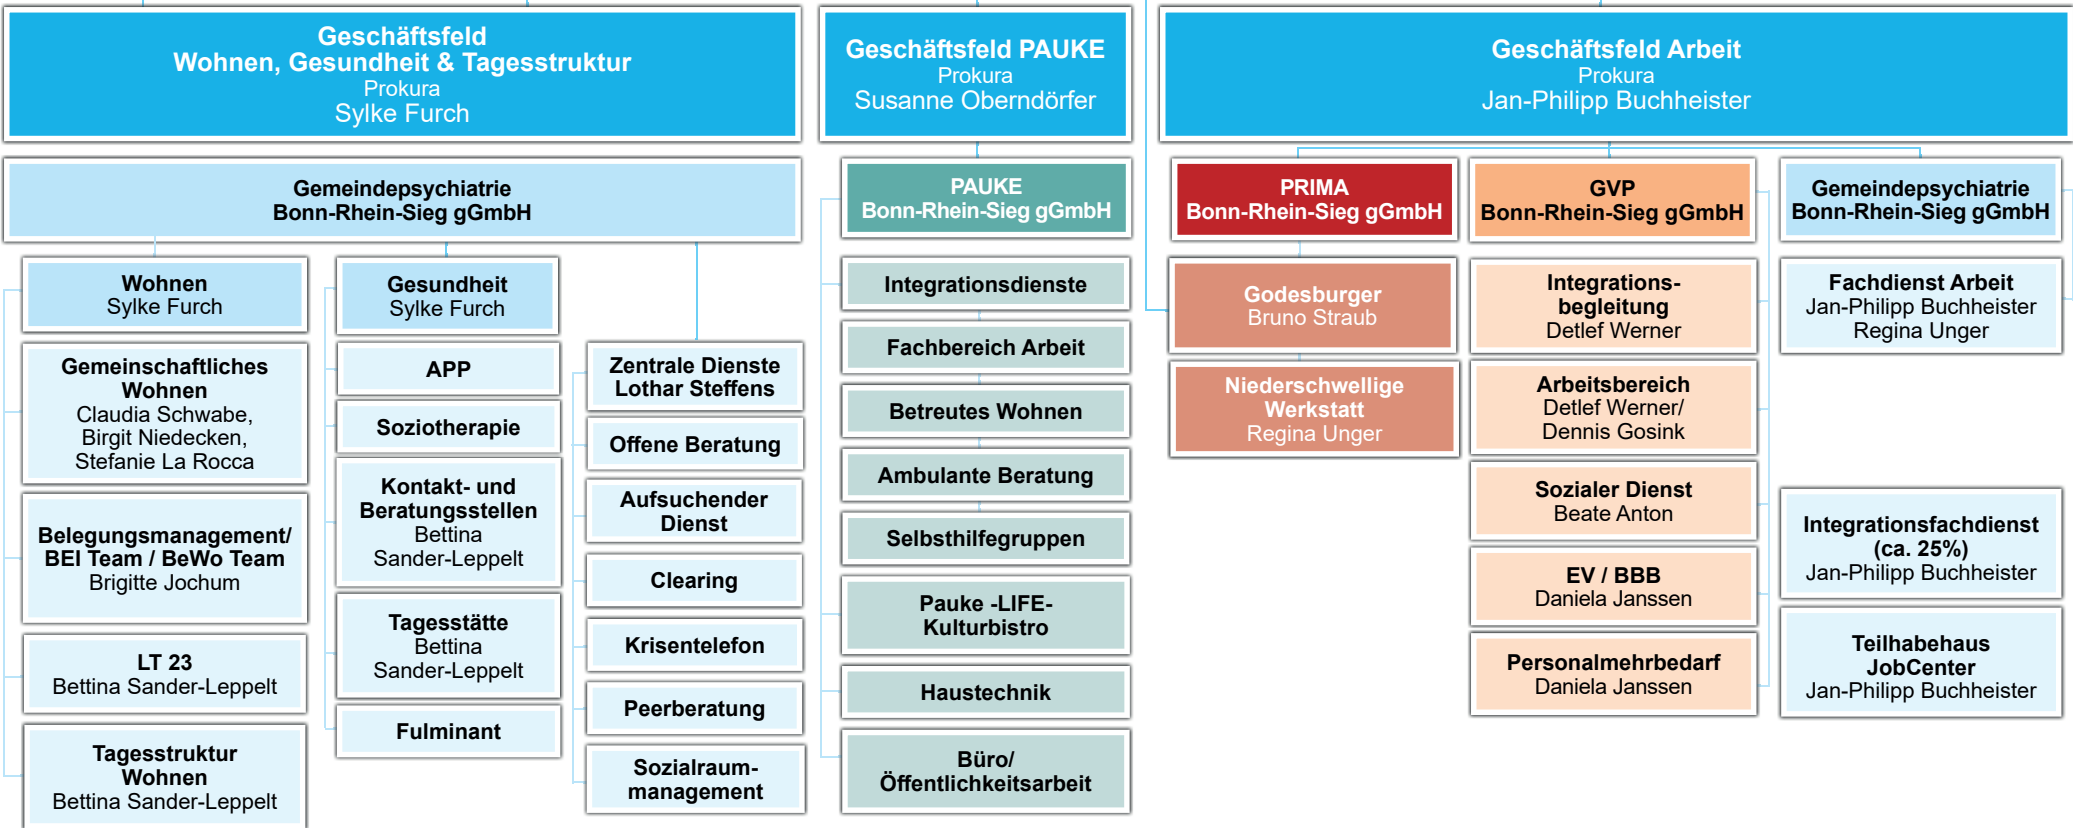 Geschäftsfeld
Wohnen, Gesundheit & Tagesstruktur
Prokura
Sylke Furch
Geschäftsfeld PAUKE
Prokura
Susanne Oberndörfer
Geschäftsfeld Arbeit
Prokura
Jan-Philipp Buchheister
Gemeindepsychiatrie
Bonn-Rhein-Sieg gGmbH
PAUKE
Bonn-Rhein-Sieg gGmbH
PRIMA
Bonn-Rhein-Sieg gGmbH
GVP
Bonn-Rhein-Sieg gGmbH
Gemeindepsychiatrie
Bonn-Rhein-Sieg gGmbH
Wohnen
Sylke Furch
Gemeinschaftliches
Wohnen
Claudia Schwabe,
Birgit Niedecken,
Stefanie La Rocca
Belegungsmanagement/
BEI Team / BeWo Team
Brigitte Jochum
LT 23
Bettina Sander-Leppelt
Tagesstruktur
Wohnen
Bettina Sander-Leppelt
Gesundheit
Sylke Furch
APP
Soziotherapie
Kontakt- und
Beratungsstellen
Bettina
Sander-Leppelt
Tagesstätte
Bettina
Sander-Leppelt
Fulminant
Zentrale Dienste
Lothar Steffens
Offene Beratung
Aufsuchender
Dienst
Clearing
Krisentelefon
Peerberatung
Sozialraum-
management
Integrationsdienste
Fachbereich Arbeit
Betreutes Wohnen
Ambulante Beratung
Selbsthilfegruppen
Pauke -LIFE-
Kulturbistro
Haustechnik
Büro/
Öffentlichkeitsarbeit
Godesburger
Bruno Straub
Niederschwellige
Werkstatt
Regina Unger
Integrations-
begleitung
Detlef Werner
Arbeitsbereich
Detlef Werner/
Dennis Gosink
Sozialer Dienst
Beate Anton
EV / BBB
Daniela Janssen
Personalmehrbedarf
Daniela Janssen
Fachdienst Arbeit
Jan-Philipp Buchheister
Regina Unger
Integrationsfachdienst
(ca. 25%)
Jan-Philipp Buchheister
Teilhabehaus
JobCenter
Jan-Philipp Buchheister